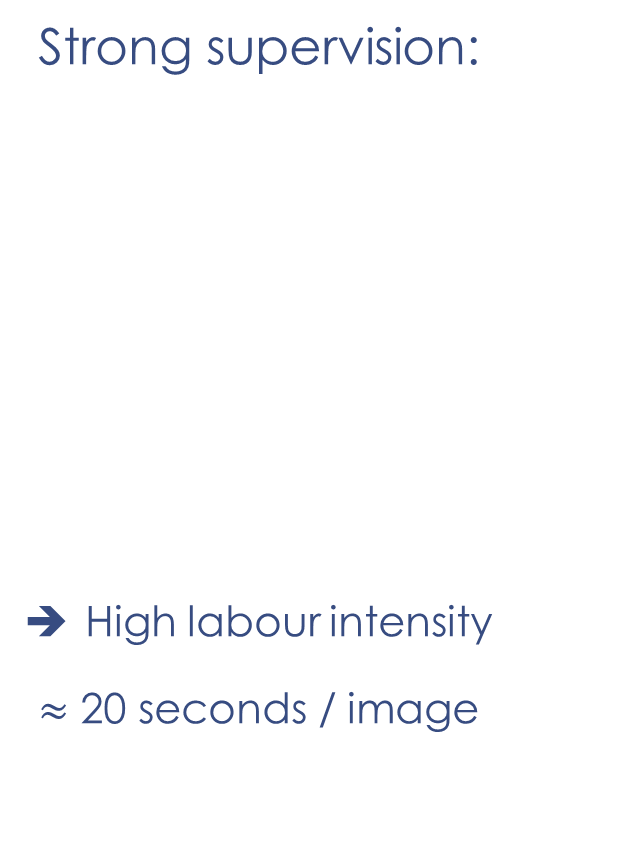 Strong supervision:
➔ High labour intensity
≈ 20 seconds / image